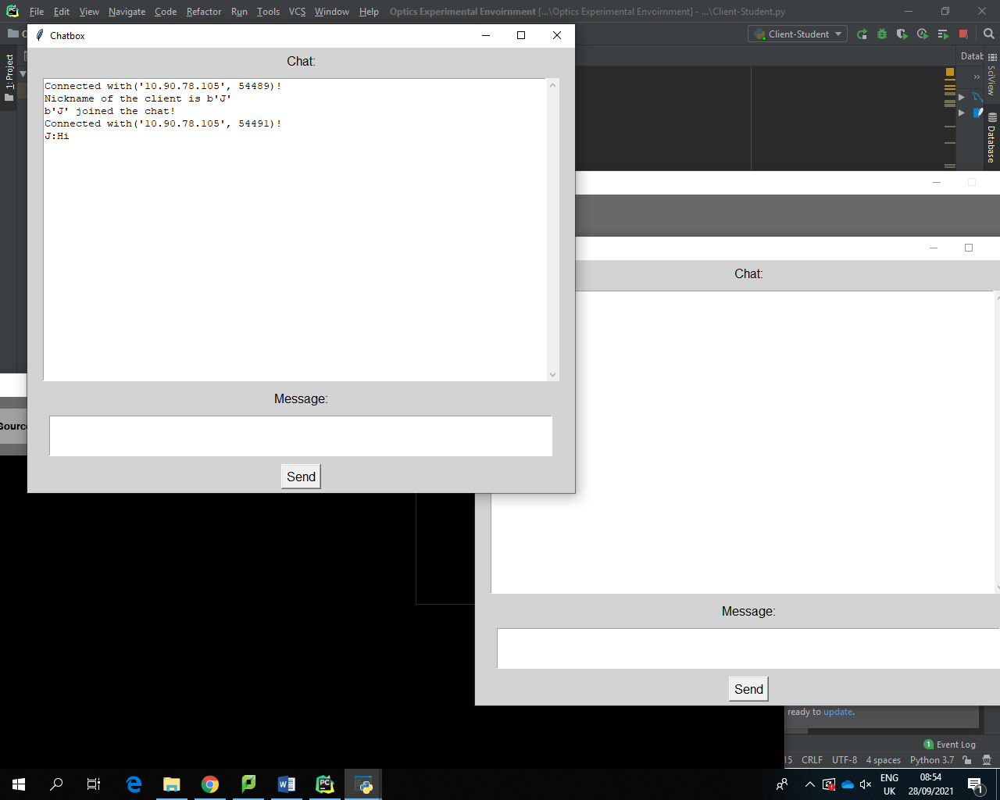 File Edit View Navigate Code Refactor Run Tools VCS Window Help Optics Experimental Envoirnment [...\Optics Experimental Envoirnment] - ...\Client-Student.py
Client-Student
Chatbox
Chat:
Connected with('10.90.78.105', 54489)!
Nickname of the client is b'J'
b'J' joined the chat!
Connected with('10.90.78.105', 54491)!
J:Hi
Message:
Send
1: Project
Datab
SciView
Database
Chat:
Message:
Send
ready to update.
1 Event Log
CRLF UTF-8 4 spaces Python 3.7
ENG
UK
08:54
28/09/2021
1